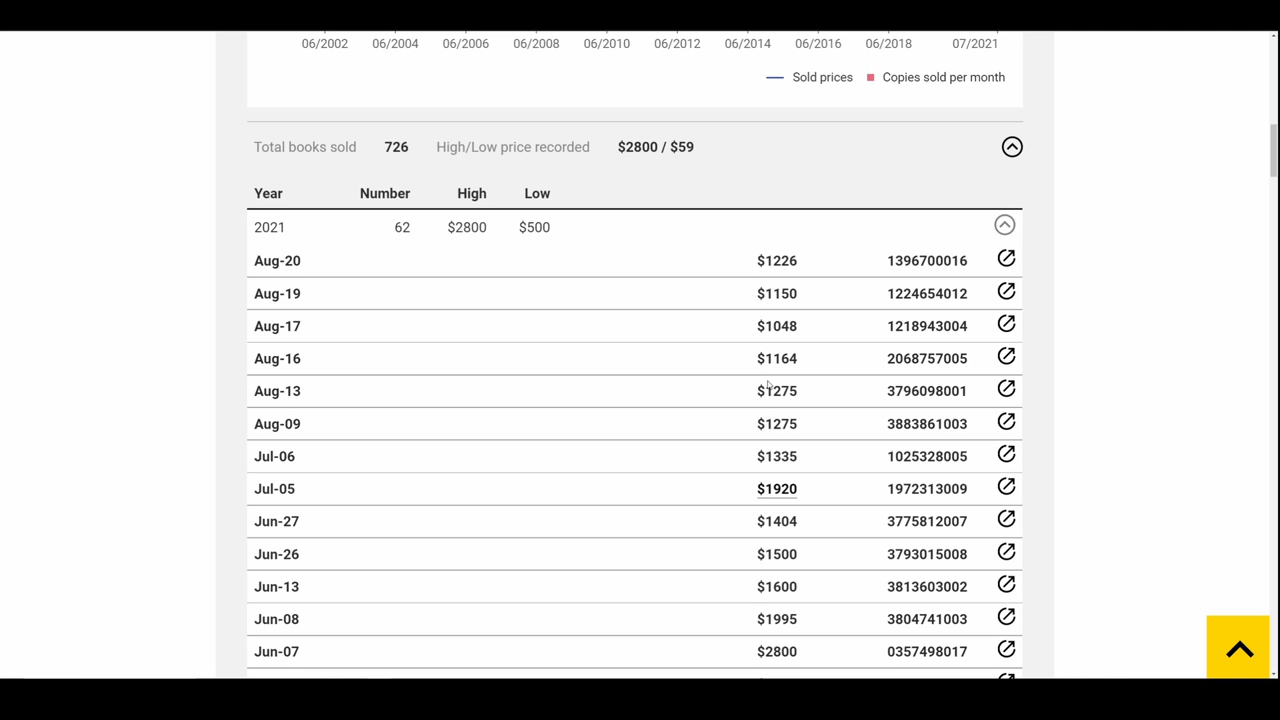 06/2002 06/2004 06/2006 06/2008 06/2010 06/2012 06/2014 06/2016 06/2018 07/2021
Sold prices Copies sold per month
Total books sold 726 High/Low price recorded $2800 / $59
Year Number High Low
2021 62 $2800 $500
Aug-20 $1226 1396700016
Aug-19 $1150 1224654012
Aug-17 $1048 1218943004
Aug-16 $1164 2068757005
Aug-13 $1275 3796098001
Aug-09 $1275 3883861003
Jul-06 $1335 1025328005
Jul-05 $1920 1972313009
Jun-27 $1404 3775812007
Jun-26 $1500 3793015008
Jun-13 $1600 3813603002
Jun-08 $1995 3804741003
Jun-07 $2800 0357498017